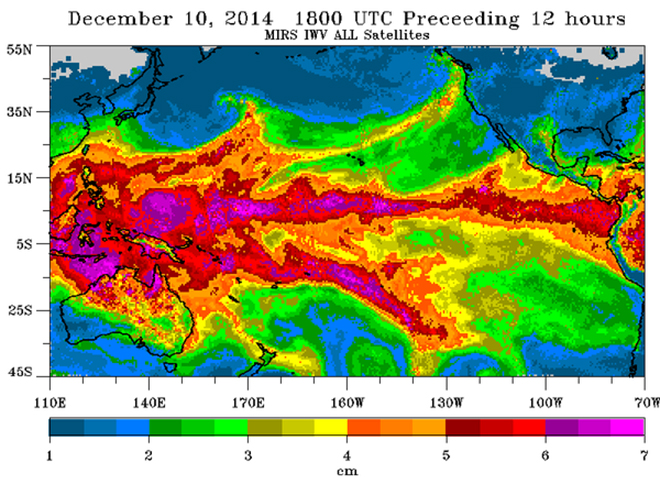 December 10, 2014 1800 UTC Preceeding 12 hours
MIRS IWV ALL Satellites
55N
35N
15N
5S
25S
45S
110E 140E 170E 160W 130W 100W 70W
1 2 3 4 5 6 7
cm